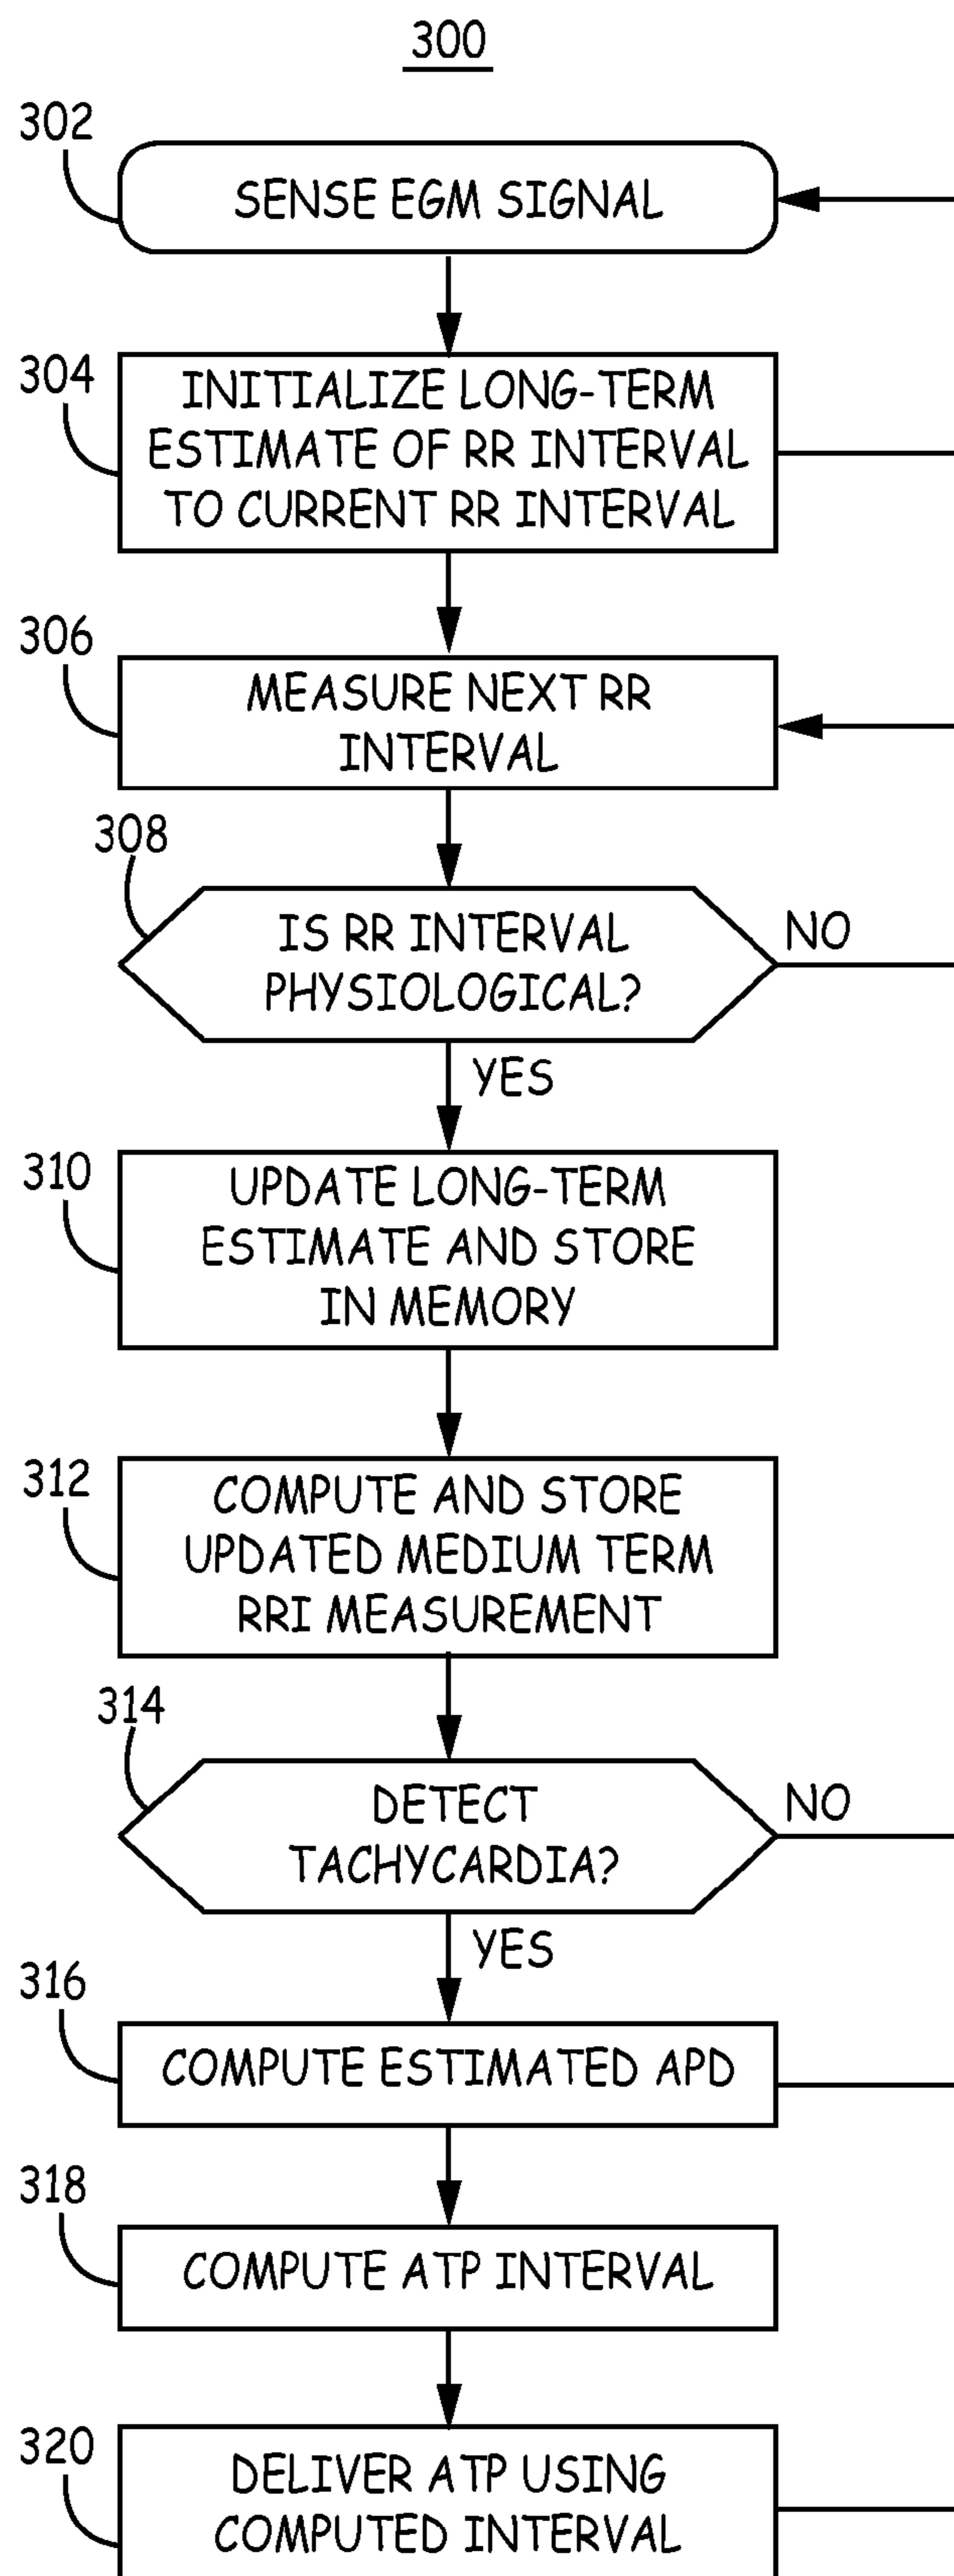 300
302
SENSE EGM SIGNAL
304
INITIALIZE LONG-TERM
ESTIMATE OF RR INTERVAL
TO CURRENT RR INTERVAL
306
MEASURE NEXT RR
INTERVAL
308
IS RR INTERVAL
PHYSIOLOGICAL?
NO
YES
310
UPDATE LONG-TERM
ESTIMATE AND STORE
IN MEMORY
312
COMPUTE AND STORE
UPDATED MEDIUM TERM
RRI MEASUREMENT
314
DETECT
TACHYCARDIA?
NO
YES
316
COMPUTE ESTIMATED APD
318
COMPUTE ATP INTERVAL
320
DELIVER ATP USING
COMPUTED INTERVAL